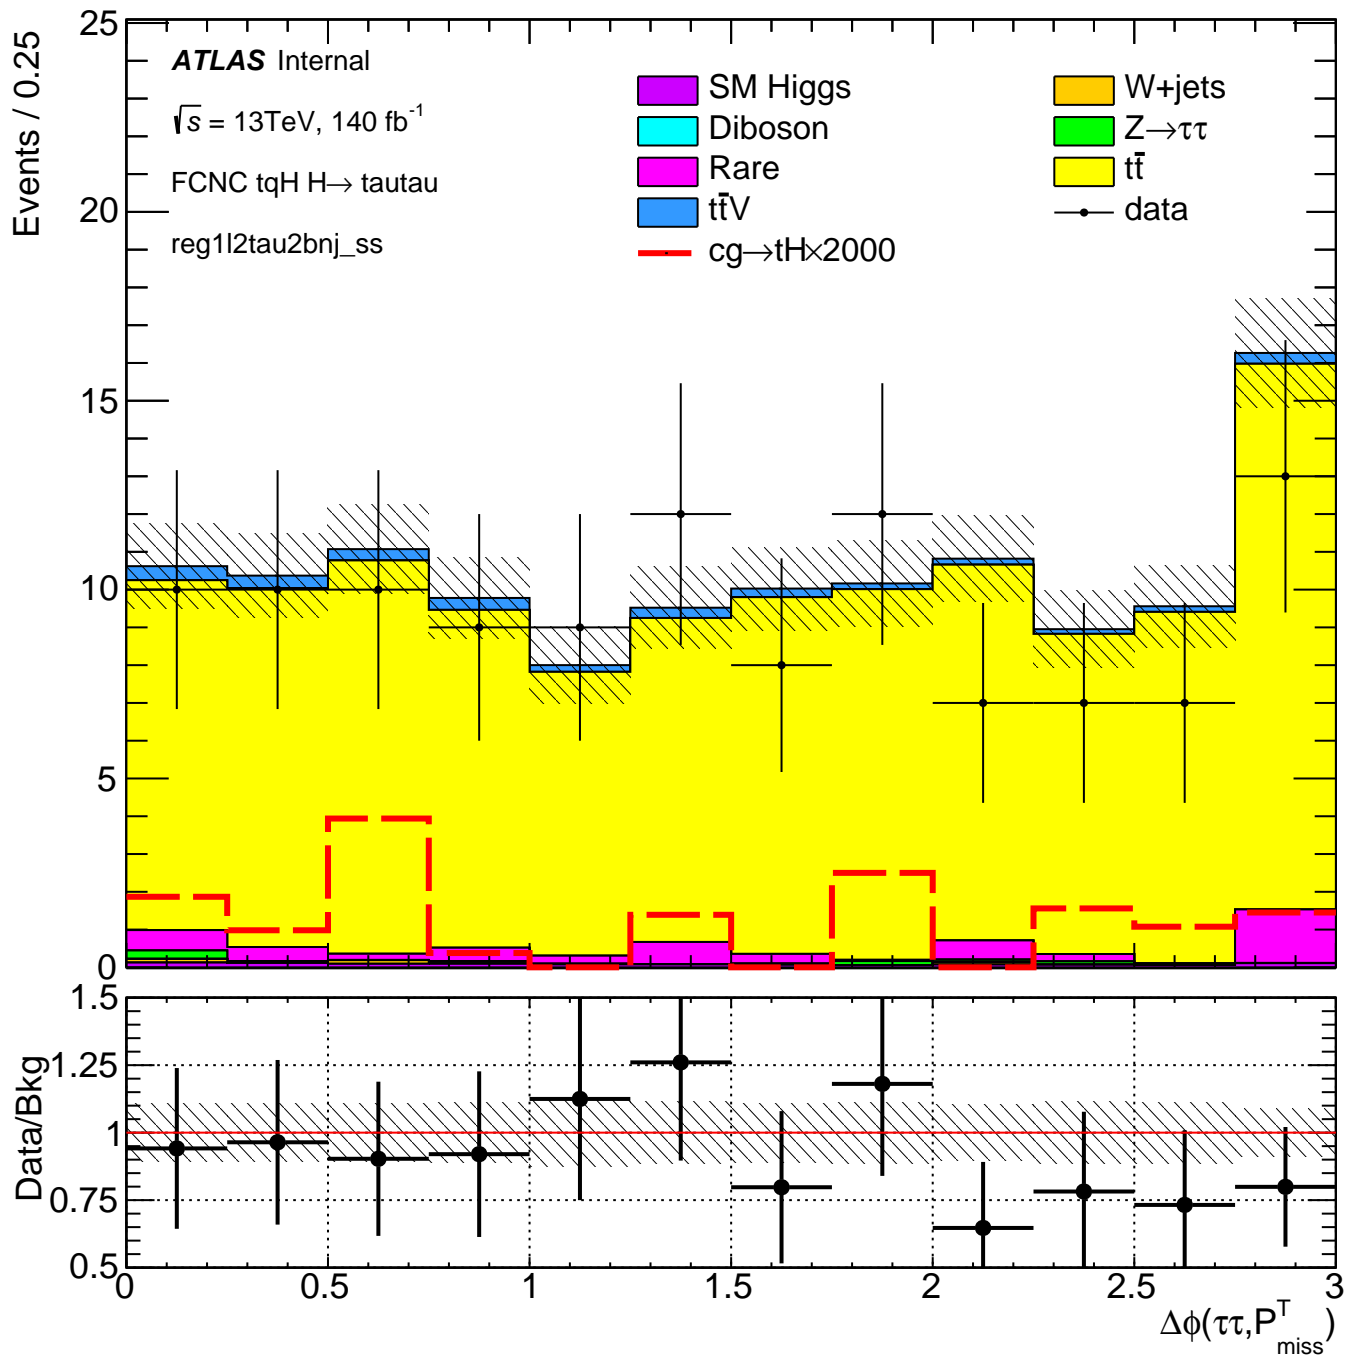 Events / 0.25
25
20
15
10
5
0
ATLAS Internal
√s = 13TeV, 140 fb⁻¹
FCNC tqH H→ tautau
reg1l2tau2bnj_ss
SM Higgs
Diboson
Rare
tt̄V
cg→tH×2000
W+jets
Z→ττ
tt̄
data
Data/Bkg
1.5
1.25
1
0.75
0.5
0 0.5 1 1.5 2 2.5 3
Δϕ(ττ,P^T_miss)